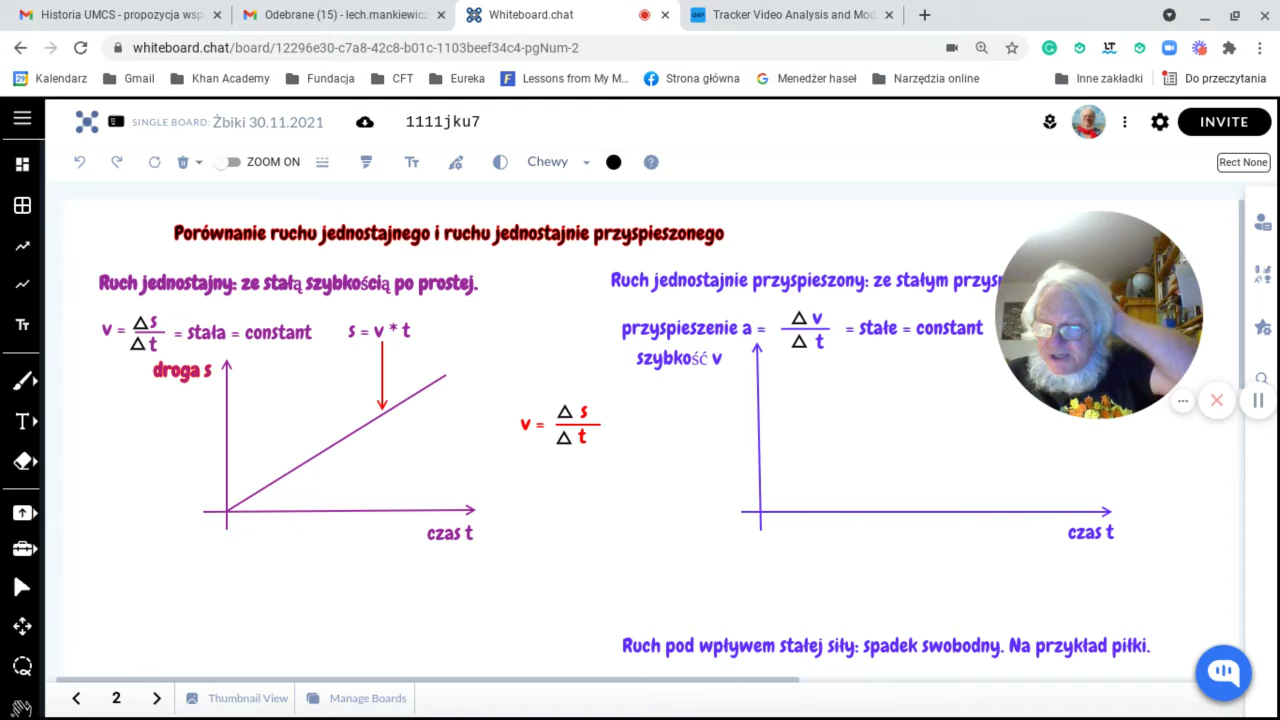 Historia UMCS - propozycja wsp
Odebrane (15) - lech.mankiewicz
Whiteboard.chat
Tracker Video Analysis and Mod
whiteboard.chat/board/12296e30-c7a8-42c8-b01c-1103beef34c4-pgNum-2
Kalendarz
Gmail
Khan Academy
Fundacja
CFT
Eureka
Lessons from My M...
Strona główna
Menedżer haseł
Narzędzia online
Inne zakładki
Do przeczytania
SINGLE BOARD: Żbiki 30.11.2021
1111jku7
INVITE
ZOOM ON
Tт
Chewy
Rect None
Porównanie ruchu jednostajnego i ruchu jednostajnie przyspieszonego
Ruch jednostajny: ze stałą szybkością po prostej.
v = Δs / Δt = stała = constant
s = v * t
droga s
czas t
v = Δ s / Δ t
Ruch jednostajnie przyspieszony: ze stałym przys
przyspieszenie a = Δ v / Δ t = stałe = constant
szybkość v
czas t
Ruch pod wpływem stałej siły: spadek swobodny. Na przykład piłki.
2
Thumbnail View
Manage Boards